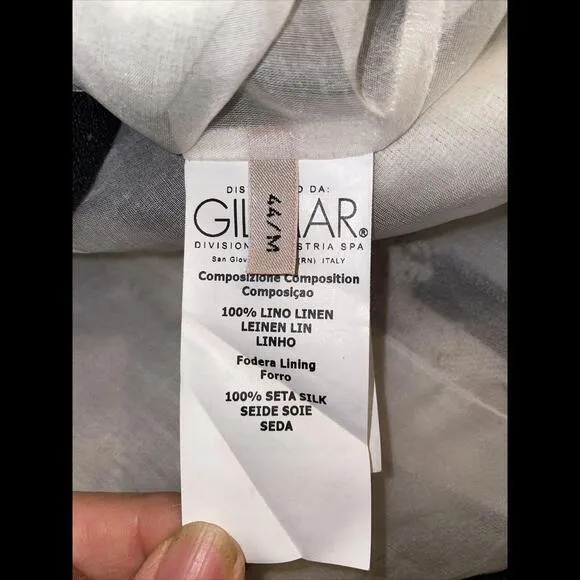 DIS DA:
GIL AR®
DIVISION STRIA SPA
San Giov (RN) ITALY
44/M
Composizione Composition
Composiçao
100% LINO LINEN
LEINEN LIN
LINHO
Fodera Lining
Forro
100% SETA SILK
SEIDE SOIE
SEDA